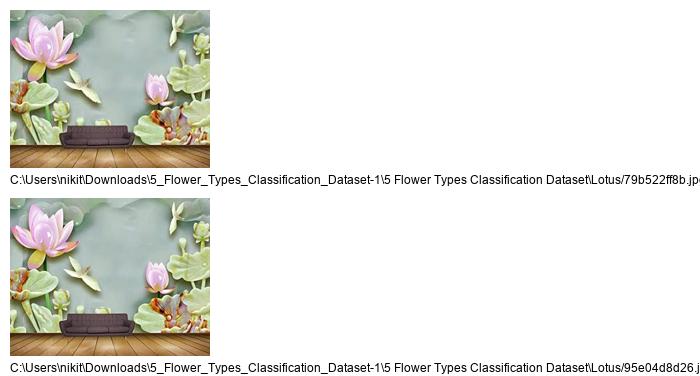 C:\Users\nikit\Downloads\5_Flower_Types_Classification_Dataset-1\5 Flower Types Classification Dataset\Lotus/79b522ff8b.jpe
C:\Users\nikit\Downloads\5_Flower_Types_Classification_Dataset-1\5 Flower Types Classification Dataset\Lotus/95e04d8d26.j